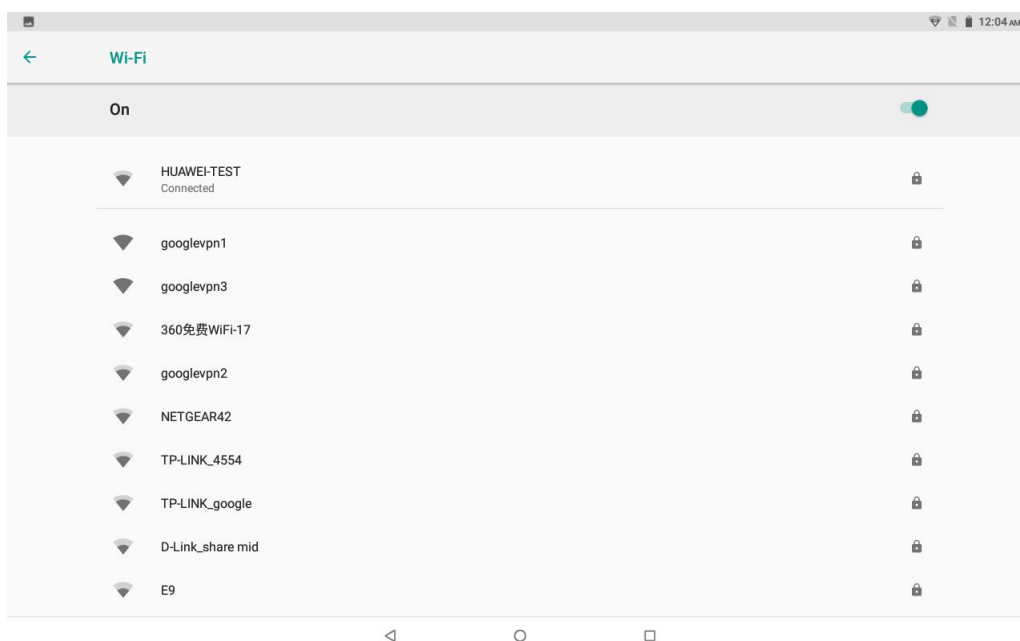 12:04 AM
Wi-Fi
On
HUAWEI-TEST
Connected
googlevpn1
googlevpn3
360免费WiFi-17
googlevpn2
NETGEAR42
TP-LINK_4554
TP-LINK_google
D-Link_share mid
E9